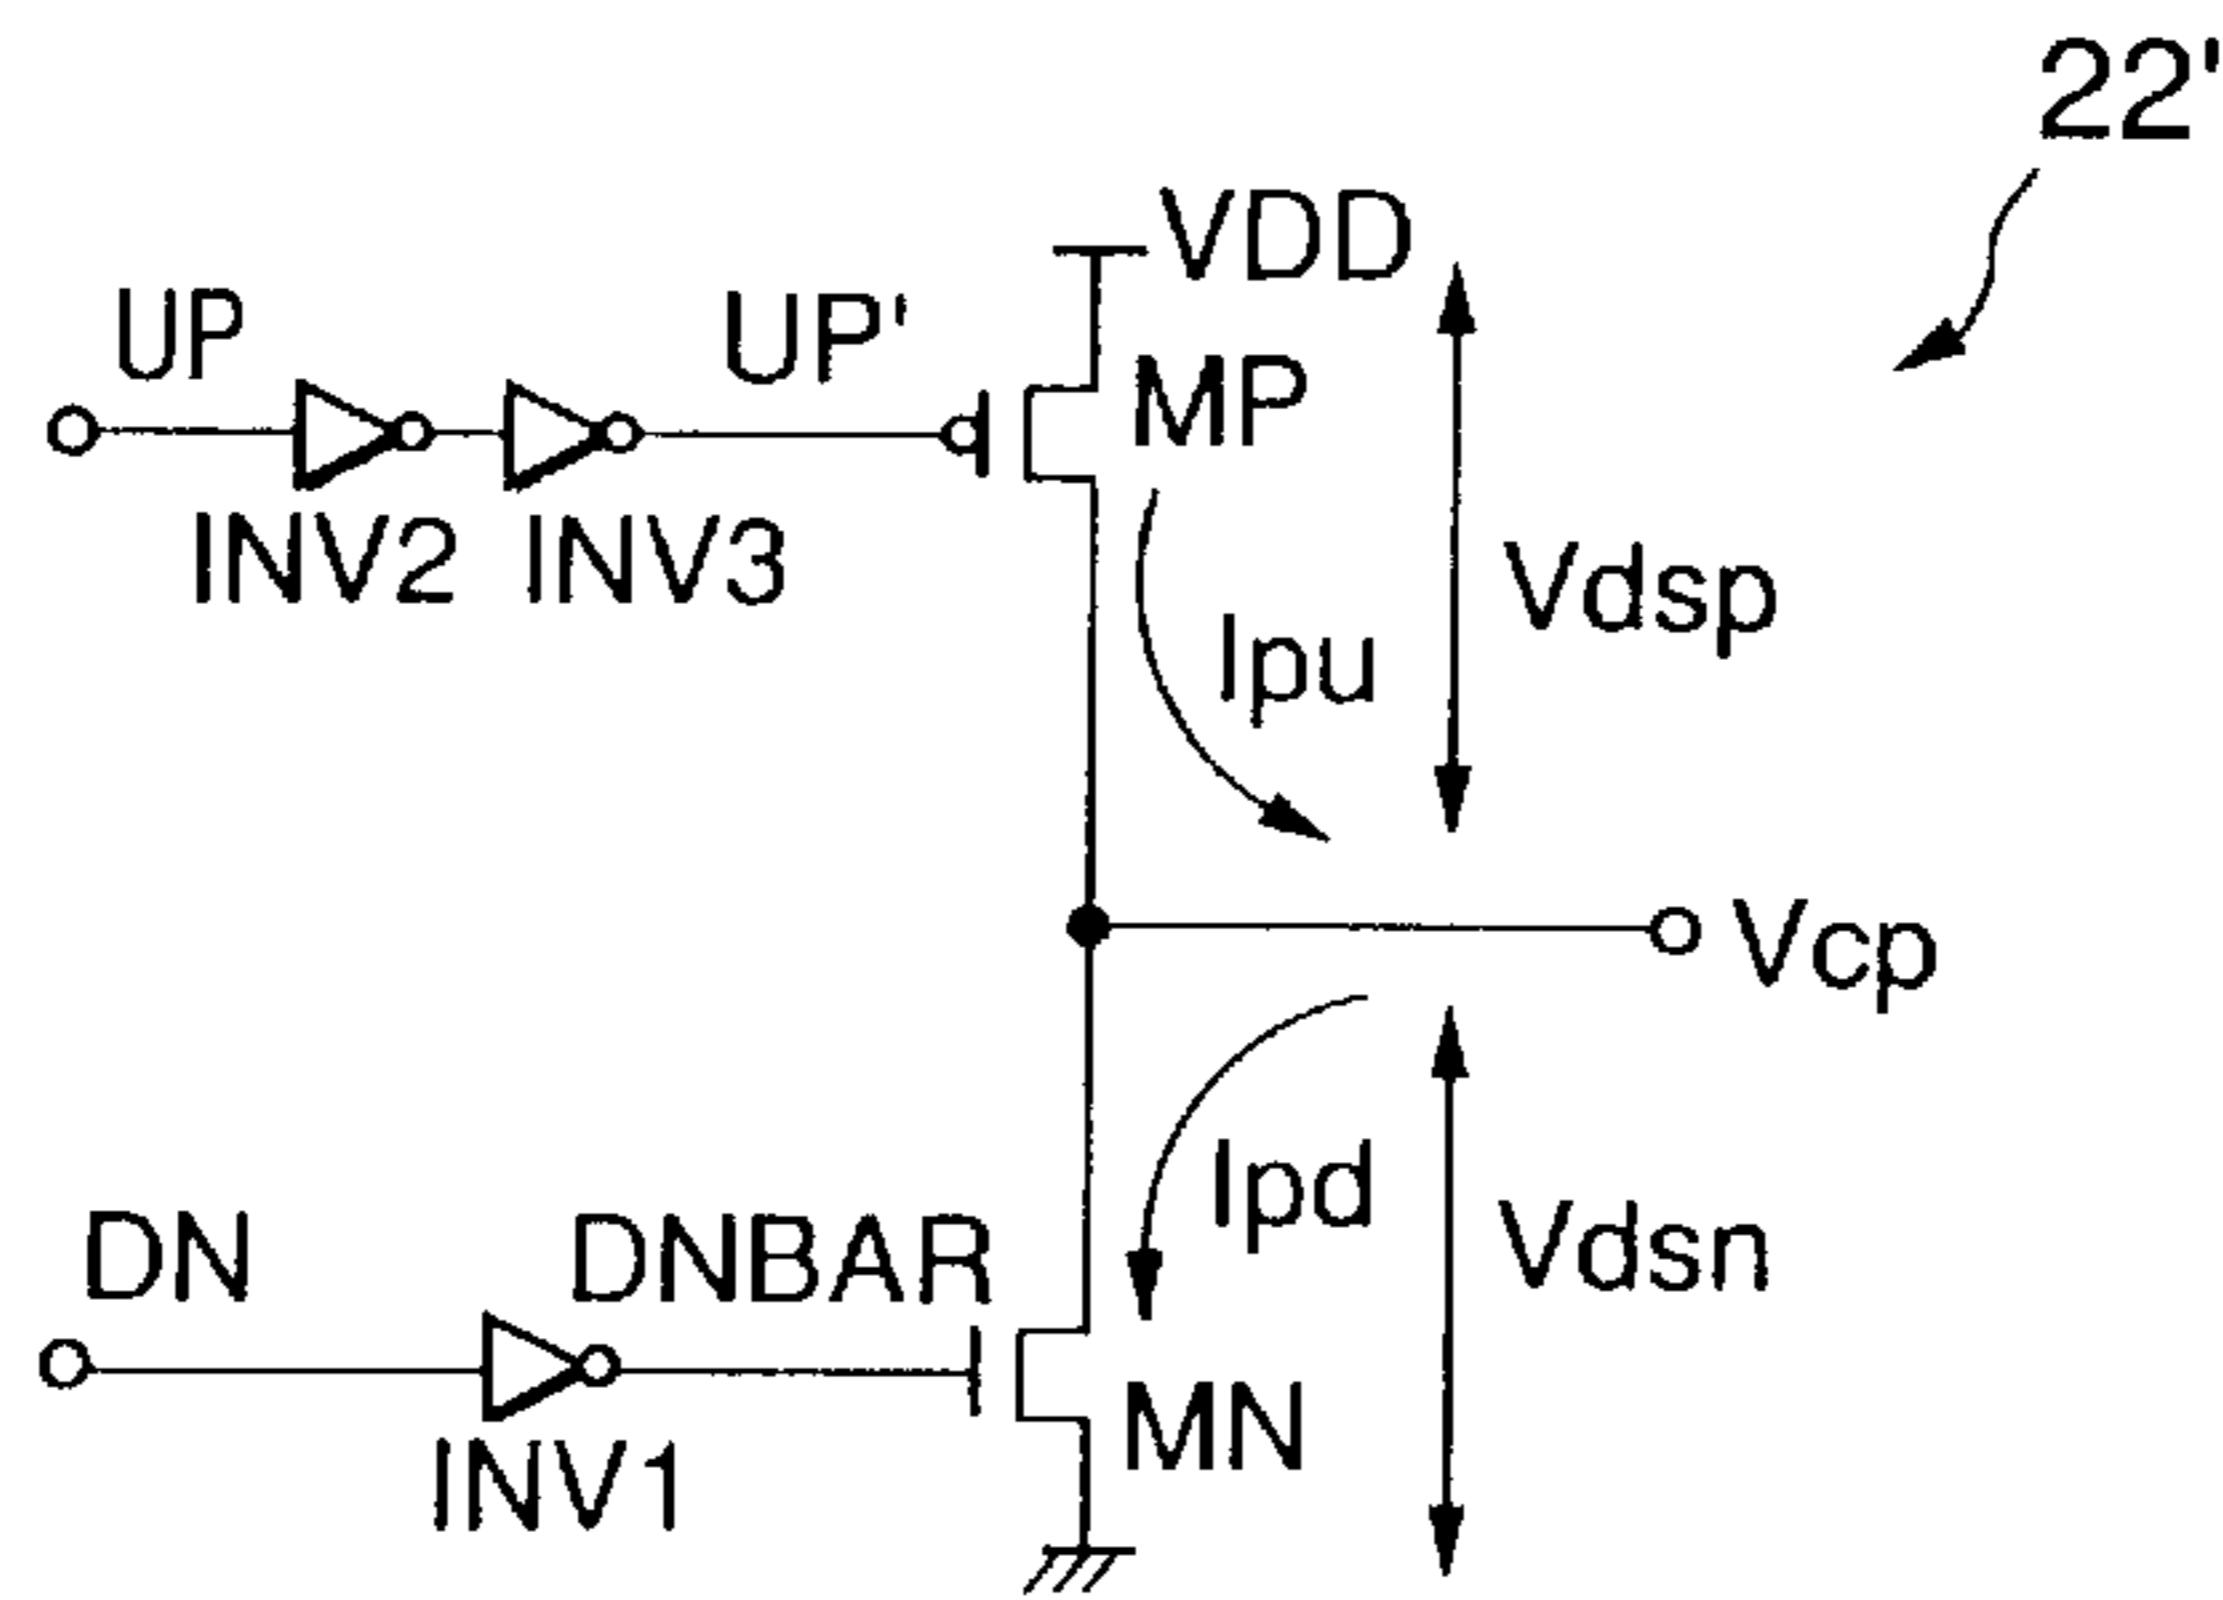 22'
VDD
UP
UP'
MP
INV2
INV3
Vdsp
Ipu
Vcp
Ipd
DN
DNBAR
Vdsn
MN
INV1